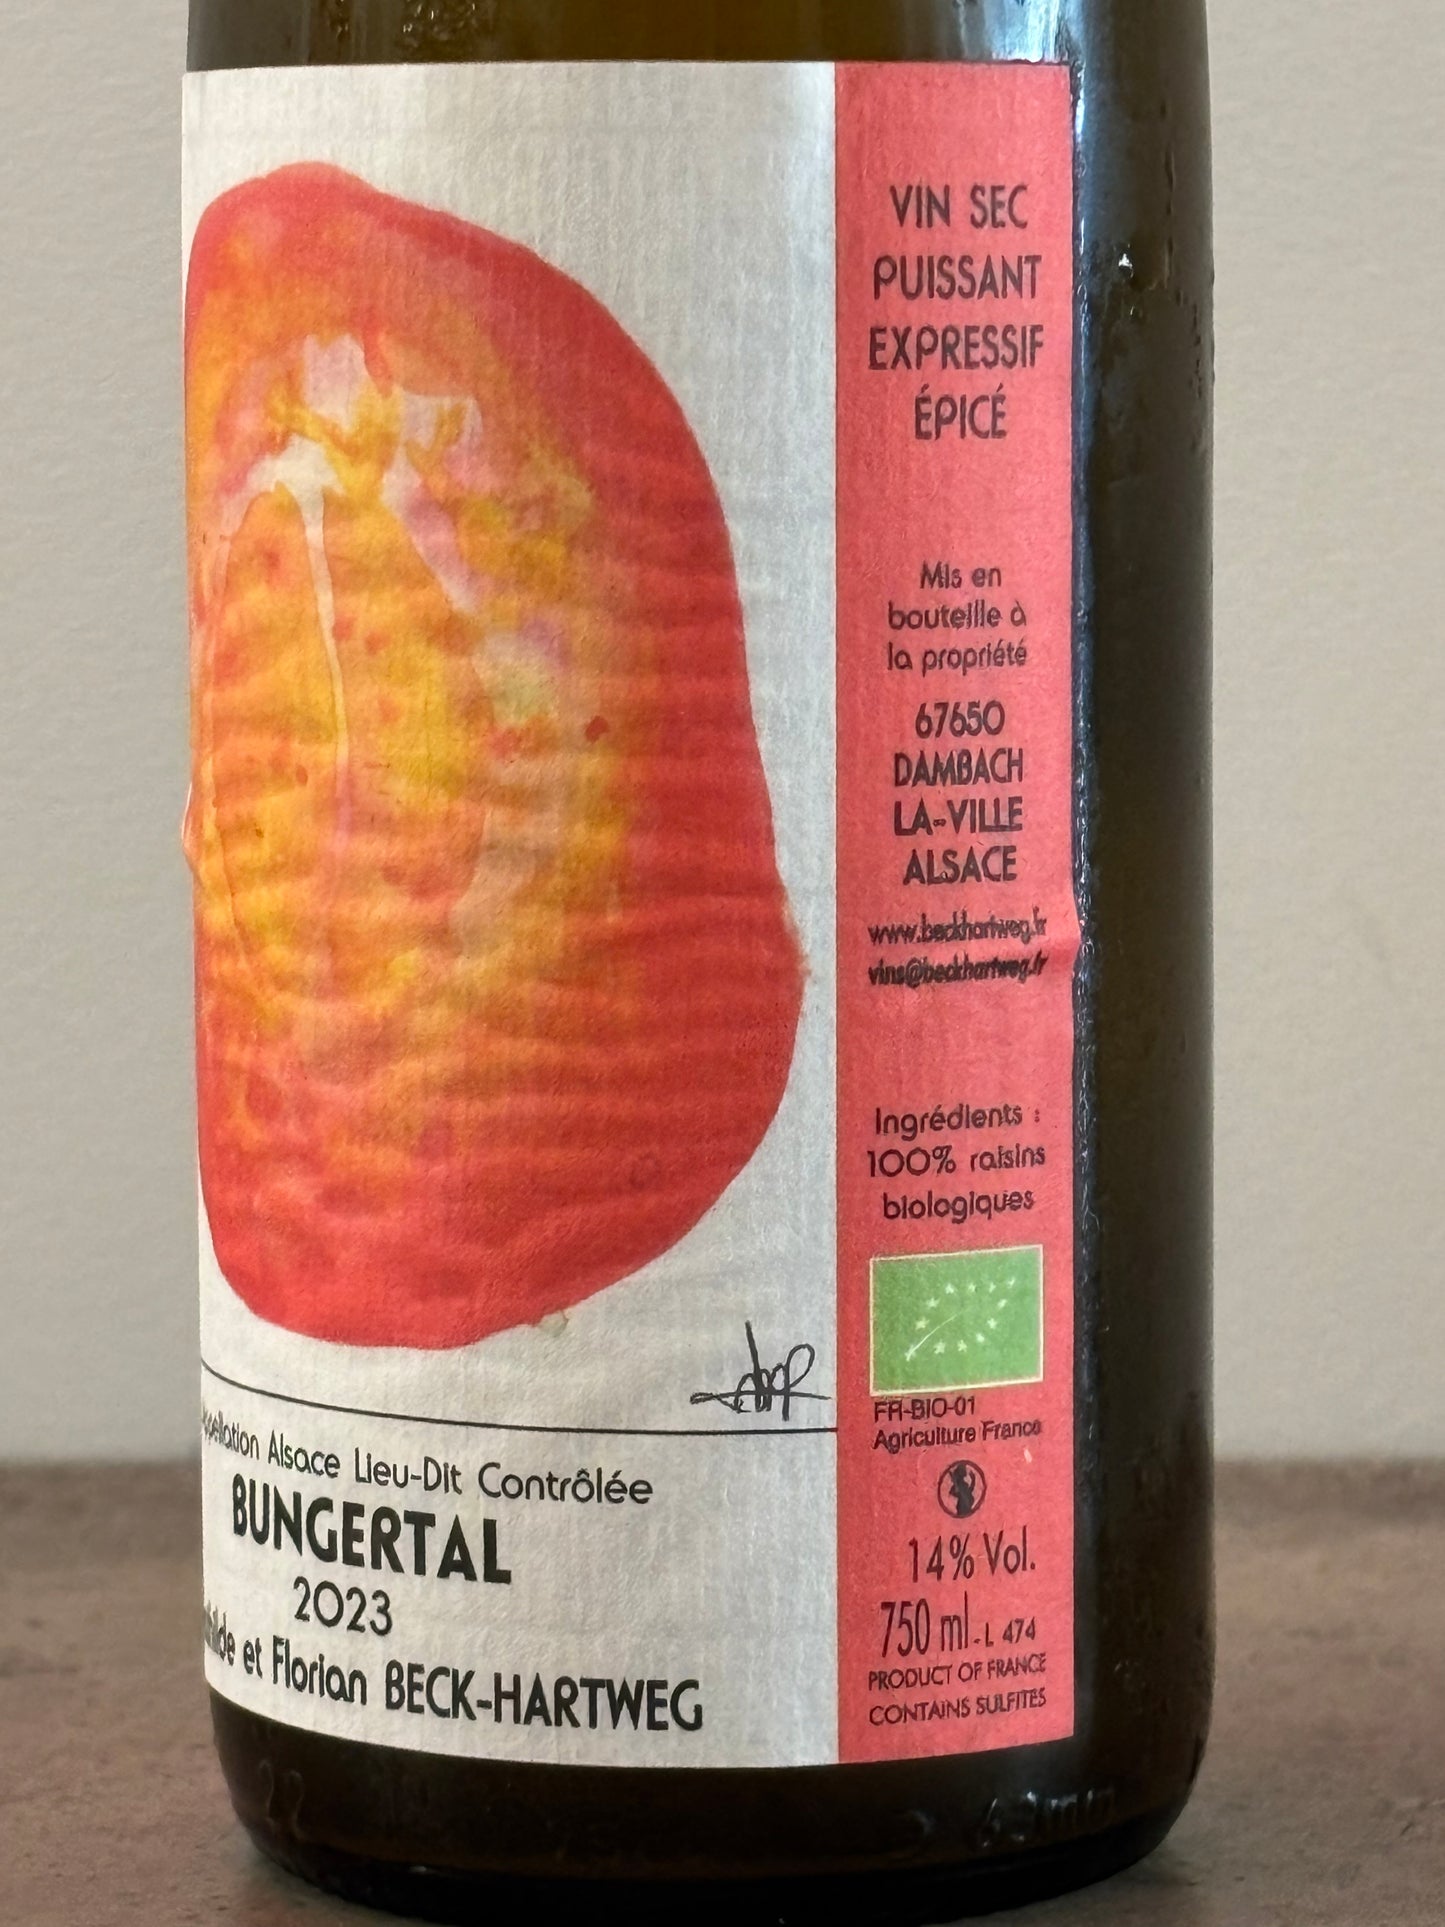 Appellation Alsace Lieu-Dit Contrôlée
BUNGERTAL
2023
et Florian BECK-HARTWEG
VIN SEC
PUISSANT
EXPRESSIF
ÉPICÉ
Mis en
bouteille à
la propriété
67650
DAMBACH
LA-VILLE
ALSACE
www.beckhartweg.fr
vins@beckhartweg.fr
Ingrédients :
100% raisins
biologiques
FR-BIO-01
Agriculture France
14% Vol.
750 ml - L 474
PRODUCT OF FRANCE
CONTAINS SULFITES